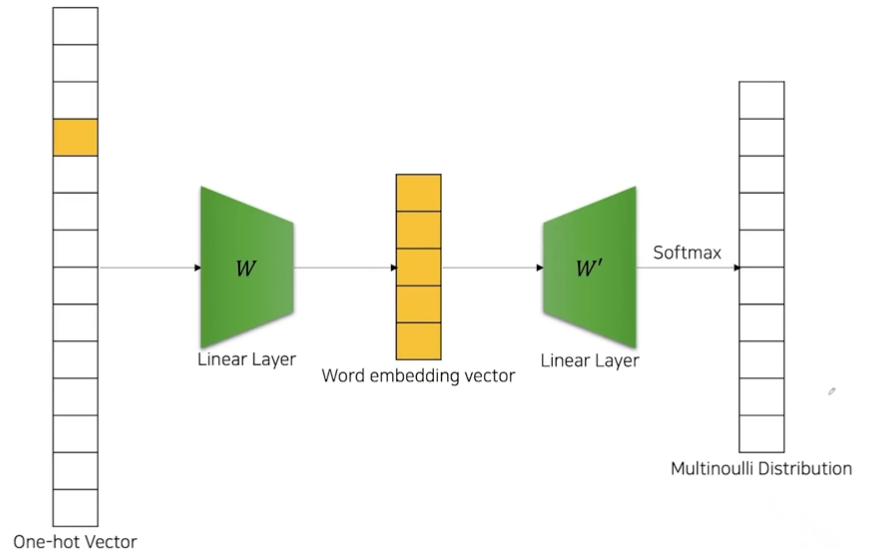 W
W′
Softmax
Linear Layer
Linear Layer
Word embedding vector
Multinoulli Distribution
One-hot Vector